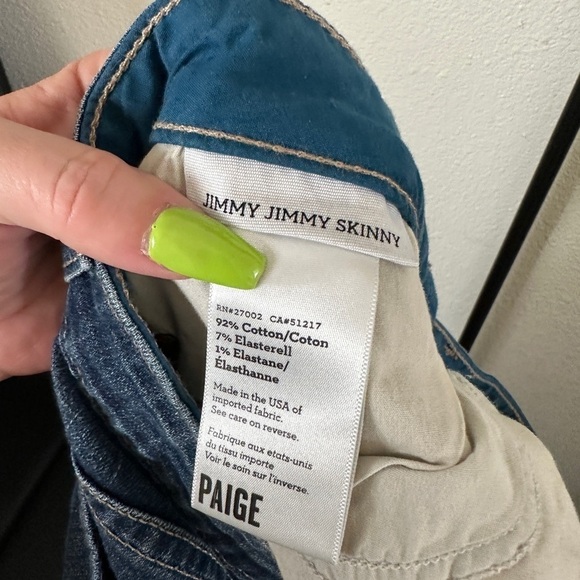 JIMMY JIMMY SKINNY
RN#27002 CA#51217
92% Cotton/Coton
7% Elasterell
1% Elastane/
Élasthanne
Made in the USA of
imported fabric.
See care on reverse.
Fabrique aux etats-unis
du tissu importe
Voir le soin sur l'inverse.
PAIGE